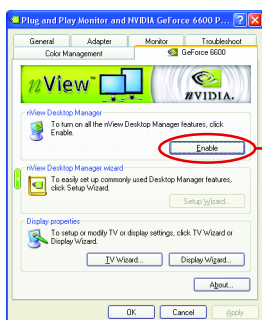 Plug and Play Monitor and NVIDIA GeForce 6600 P...
General
Adapter
Monitor
Troubleshoot
Color Management
GeForce 6600
nView
NVIDIA.
nView Desktop Manager
To turn on all the nView Desktop Manager features, click
Enable.
Enable
nView Desktop Manager wizard
To easily set up commonly used Desktop Manager features,
click Setup Wizard.
Setup Wizard...
Display properties
To setup or modify TV or display settings, click TV Wizard or
Display Wizard.
TV Wizard...
Display Wizard...
About...
OK
Cancel
Apply